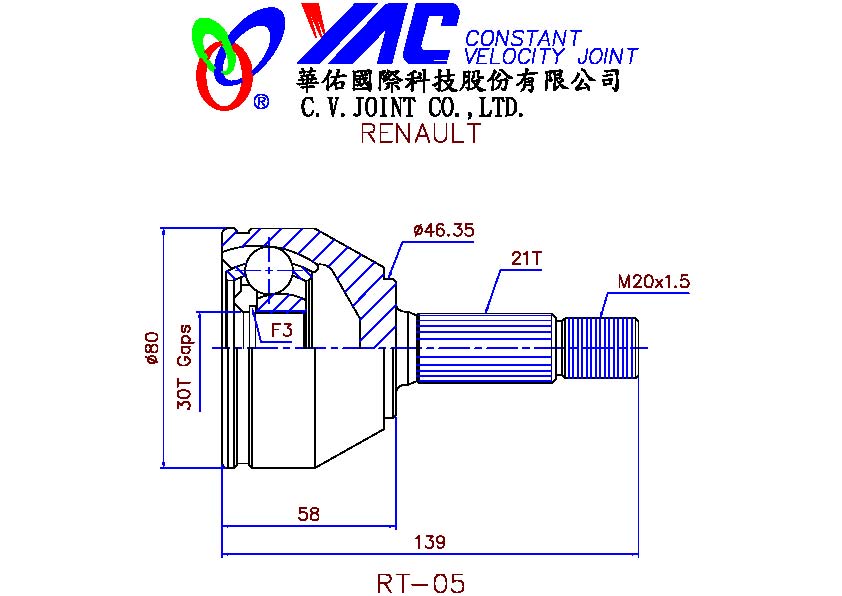 YAC CONSTANT
VELOCITY JOINT
®
華佑國際科技股份有限公司
C.V.JOINT CO.,LTD.
RENAULT
ø46.35
21T
M20x1.5
F3
ø80
30T Gaps
58
139
RT-05